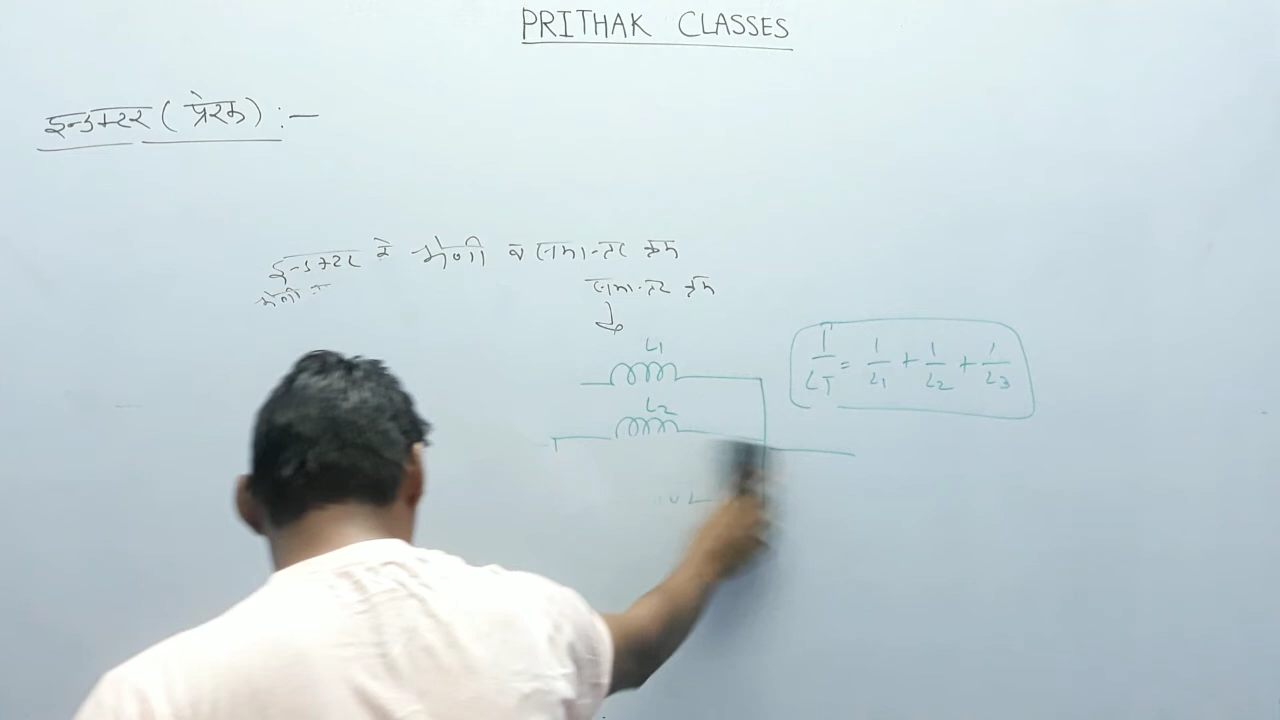 PRITHAK CLASSES
इन्डक्टर (प्रेरक) :-
इन्डक्टर के श्रेणी व समान्तर क्रम
श्रेणी
समान्तर क्रम
L1
1/LT = 1/L1 + 1/L2 + 1/L3
L2